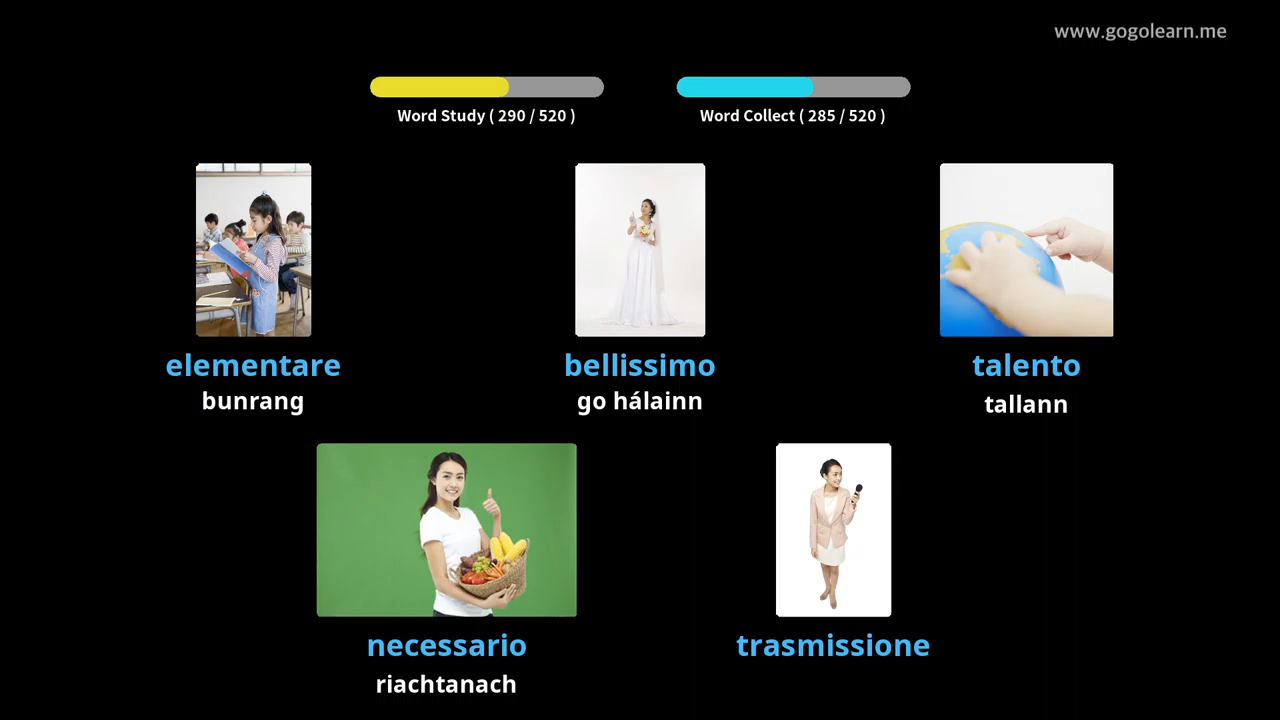 www.gogolearn.me
Word Study ( 290 / 520 )
Word Collect ( 285 / 520 )
elementare
bunrang
bellissimo
go hálainn
talento
tallann
necessario
riachtanach
trasmissione